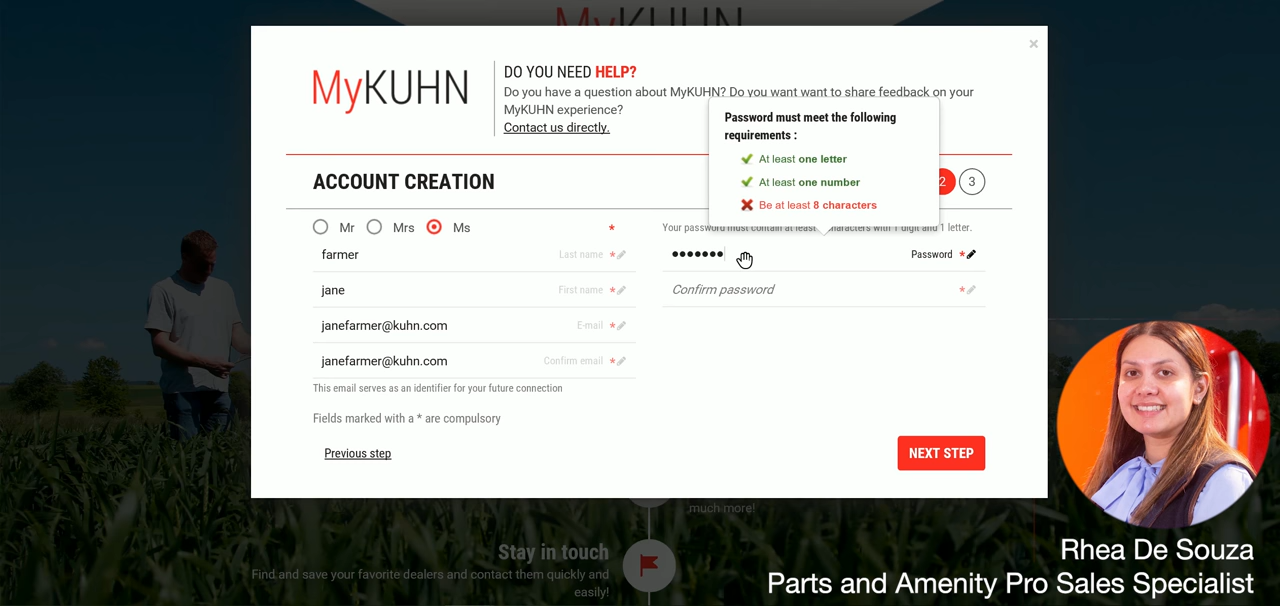 MyKUHN
MyKUHN
DO YOU NEED HELP?
Do you have a question about MyKUHN? Do you want want to share feedback on your
MyKUHN experience?
Contact us directly.
Password must meet the following
requirements :
At least one letter
At least one number
Be at least 8 characters
ACCOUNT CREATION
2 3
Mr Mrs Ms *
Your password must contain at least characters with 1 digit and 1 letter.
farmer Last name *
••••••• Password *
jane First name *
Confirm password *
janefarmer@kuhn.com E-mail *
janefarmer@kuhn.com Confirm email *
This email serves as an identifier for your future connection
Fields marked with a * are compulsory
Previous step
NEXT STEP
much more!
Stay in touch
Find and save your favorite dealers and contact them quickly and
easily!
Rhea De Souza
Parts and Amenity Pro Sales Specialist